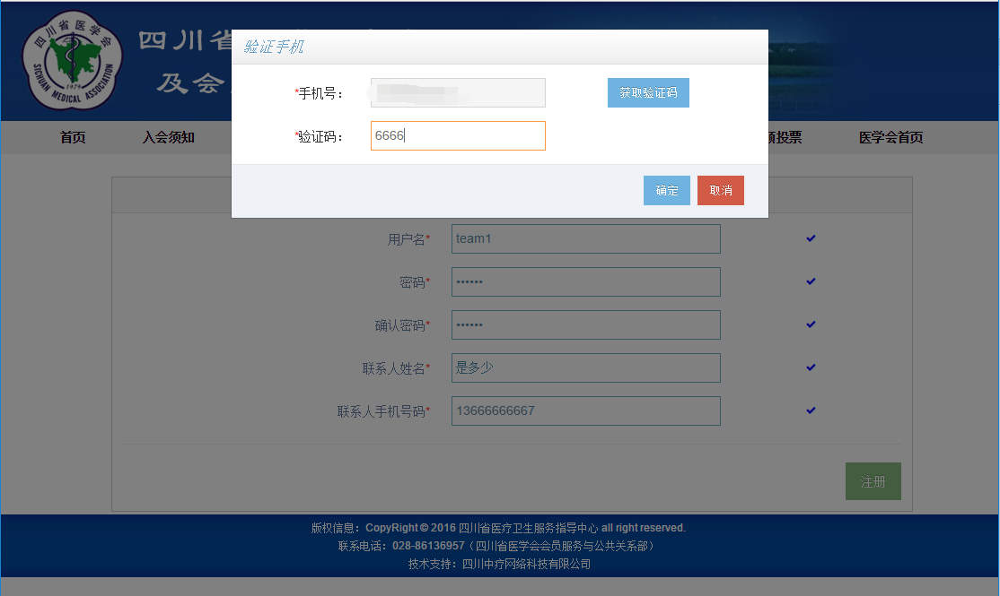 四川省医学会
SICHUAN MEDICAL ASSOCIATION
四川省
及会
验证手机
*手机号：
获取验证码
*验证码：
6666
确定
取消
首页
入会须知
须投票
医学会首页
用户名*
team1
密码*
••••••
确认密码*
••••••
联系人姓名*
是多少
联系人手机号码*
13666666667
注册
版权信息：CopyRight © 2016 四川省医疗卫生服务指导中心 all right reserved.
联系电话：028-86136957（四川省医学会会员服务与公共关系部）
技术支持：四川中疗网络科技有限公司